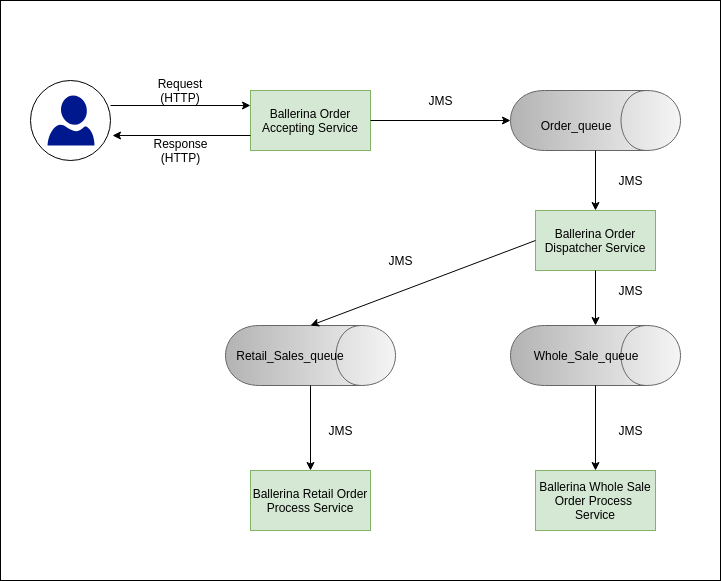 Request
(HTTP)
Response
(HTTP)
Ballerina Order
Accepting Service
JMS
Order_queue
JMS
Ballerina Order
Dispatcher Service
JMS
JMS
Retail_Sales_queue
Whole_Sale_queue
JMS
JMS
Ballerina Retail Order
Process Service
Ballerina Whole Sale
Order Process
Service